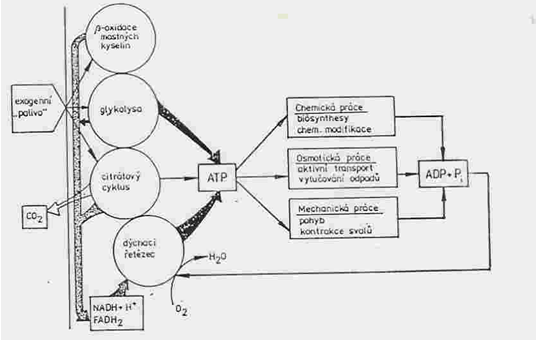 β-oxidace
mastných
kyselin
exogenní
„palivo"
glykolysa
citrátový
cyklus
CO₂
dýchací
řetězec
NADH + H⁺
FADH₂
H₂O
O₂
ATP
Chemická práce
biosynthesy
chem. modifikace
Osmotická práce
aktivní transport
vylučování odpadů
Mechanická práce
pohyb
kontrakce svalů
ADP + Pᵢ